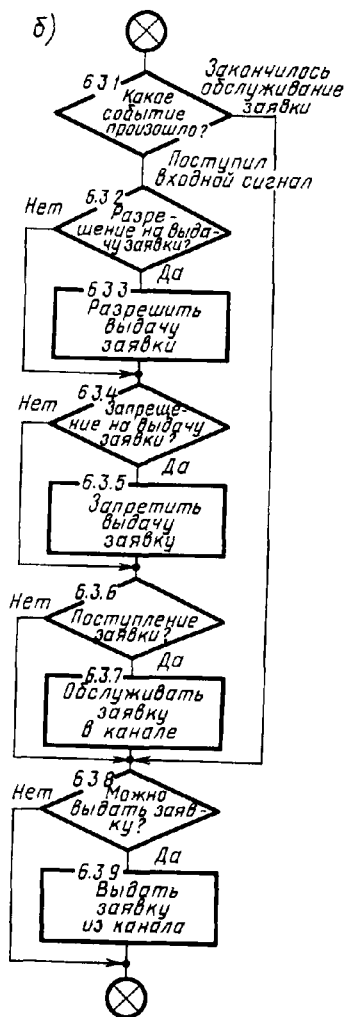 б)
6.3.1
Какое
событие
произошло?
Закончилось
обслуживание
заявки
Поступил
входной сигнал
6.3.2
Нет
Разре-
шение на выда-
чу заявки?
Да
6.3.3
Разрешить
выдачу
заявки
6.3.4
Нет
Запреще-
ние на выдачу
заявки?
Да
6.3.5
Запретить
выдачу
заявку
6.3.6
Нет
Поступление
заявки?
Да
6.3.7
Обслуживать
заявку
в канале
6.3.8
Нет
Можно
выдать заяв-
ку?
Да
6.3.9
Выдать
заявку
из канала